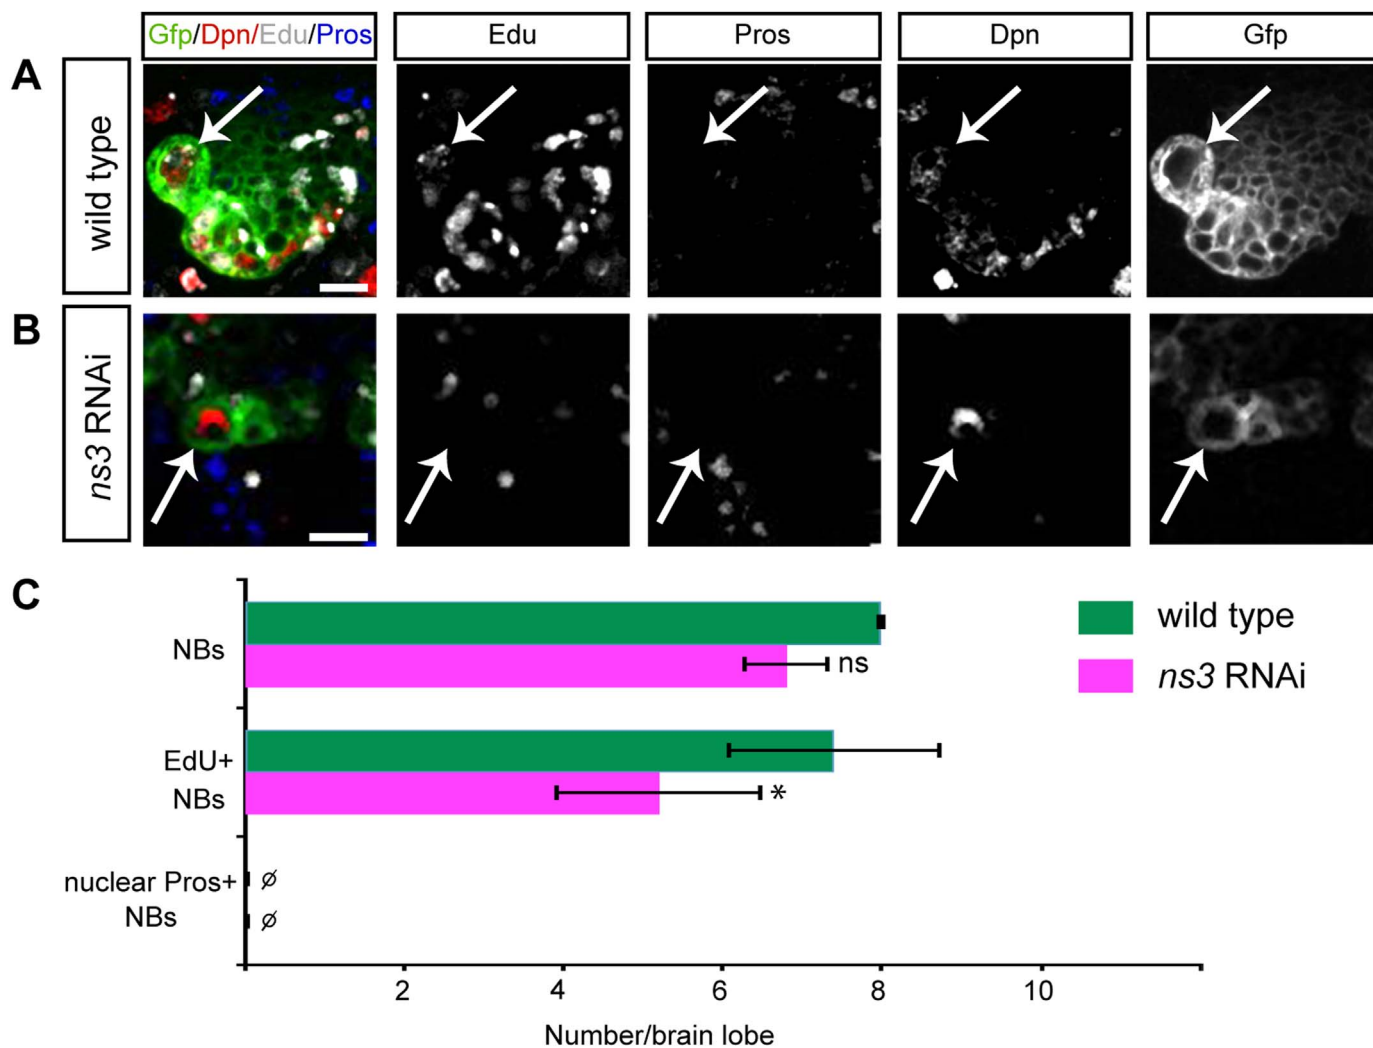 Gfp/Dpn/Edu/Pros Edu Pros Dpn Gfp
A
wild type
B
ns3 RNAi
C
NBs
ns
EdU+
NBs
*
nuclear Pros+
NBs
∅
∅
wild type
ns3 RNAi
2 4 6 8 10
Number/brain lobe